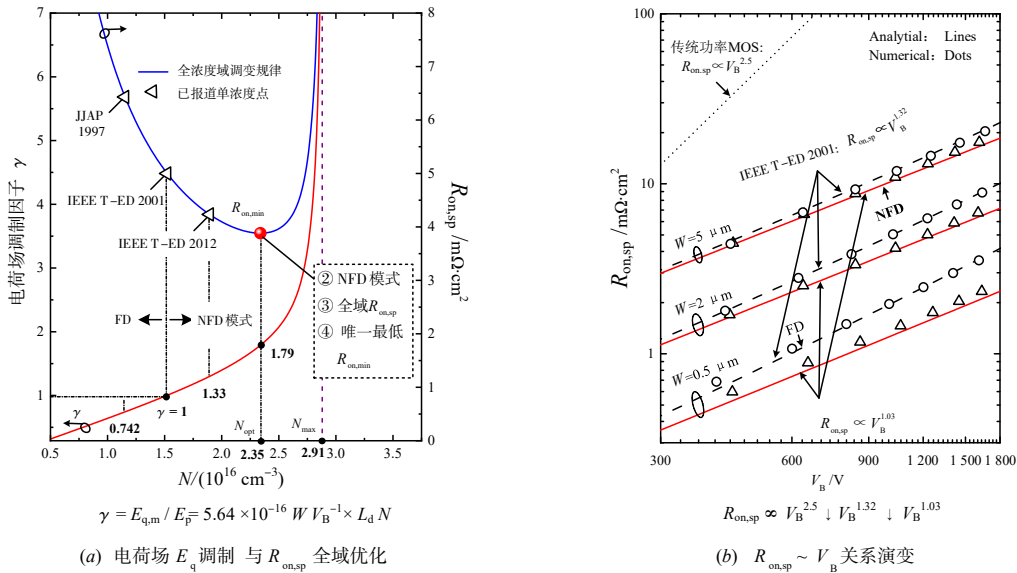 7
6
5
4
3
2
1
电荷场调制因子 γ
8
7
6
5
4
3
2
1
0
R_on,sp /mΩ·cm²
全浓度域调变规律
已报道单浓度点
JJAP
1997
IEEE T-ED 2001
R_on,min
IEEE T-ED 2012
② NFD 模式
③ 全域R_on,sp
④ 唯一最低
R_on,min
FD
NFD 模式
1.79
1.33
γ
γ = 1
0.742
N_opt
N_max
2.35
2.91
0.5
1.0
1.5
2.0
3.0
3.5
N/(10¹⁶ cm⁻³)
γ = E_q,m / E_p = 5.64 ×10⁻¹⁶ W V_B⁻¹ × L_d N
(a) 电荷场 E_q 调制 与 R_on,sp 全域优化
100
10
1
R_on,sp /mΩ·cm²
传统功率MOS:
R_on.sp ∝ V_B^2.5
Analytial： Lines
Numerical：Dots
IEEE T-ED 2001: R_on,sp ∝ V_B^1.32
NFD
W=5 μm
W=2 μm
FD
W=0.5 μm
R_on,sp ∝ V_B^1.03
300
600
900
1 200
1 500
1 800
V_B /V
R_on,sp ∝ V_B^2.5 ↓ V_B^1.32 ↓ V_B^1.03
(b) R_on,sp ~ V_B 关系演变